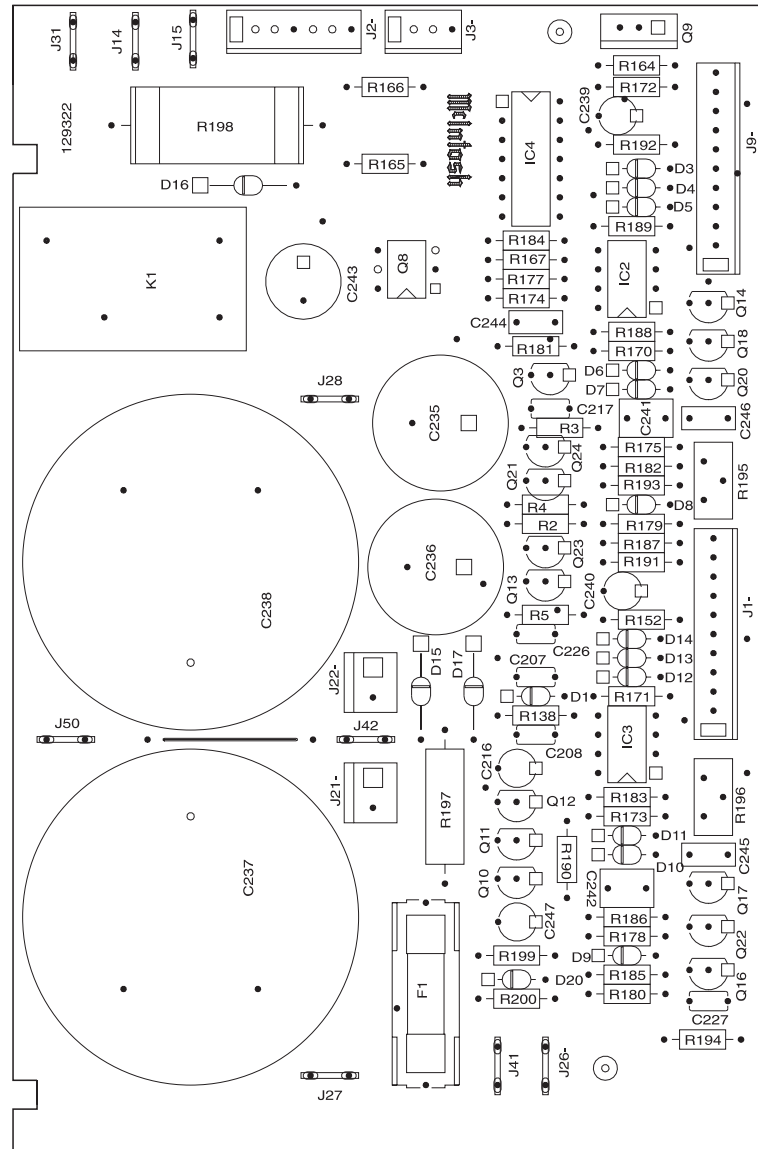 J31
J14
J15
J2-
J3-
Q9
129322
R198
R166
R165
McIntosh
IC4
C239
R164
R172
R192
J9-
D16
D3
D4
D5
R189
K1
C243
Q8
R184
R167
R177
R174
IC2
Q14
C244
R181
R188
R170
Q18
J28
C235
Q3
D6
D7
Q20
C217
R3
C241
C246
Q24
Q21
R175
R182
R193
R195
R4
R2
D8
R179
R187
R191
C238
C236
Q23
Q13
C240
J1-
R5
R152
C226
D14
D13
D12
J22-
D15
D17
C207
D1
R171
J50
J42
R138
C208
IC3
J21-
C216
R197
Q12
R183
R173
R196
Q11
R190
D11
D10
C245
C237
Q10
C242
Q17
C247
R186
R178
Q22
F1
R199
D9
D20
R185
R200
R180
Q16
C227
R194
J27
J41
J26-